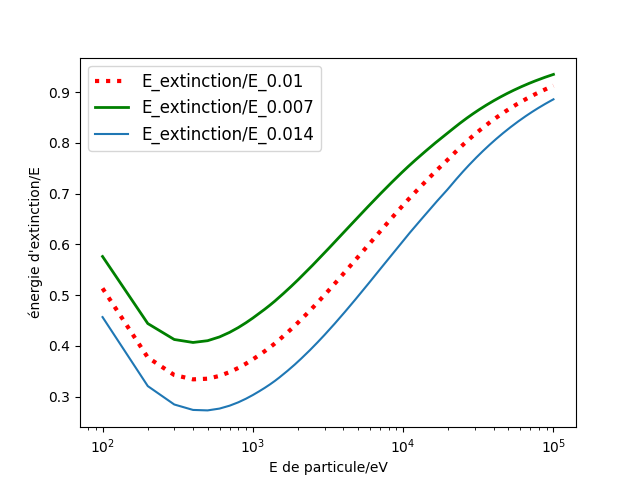 E_extinction/E_0.01
E_extinction/E_0.007
E_extinction/E_0.014
0.9
0.8
0.7
0.6
0.5
0.4
0.3
énergie d'extinction/E
10²
10³
10⁴
10⁵
E de particule/eV